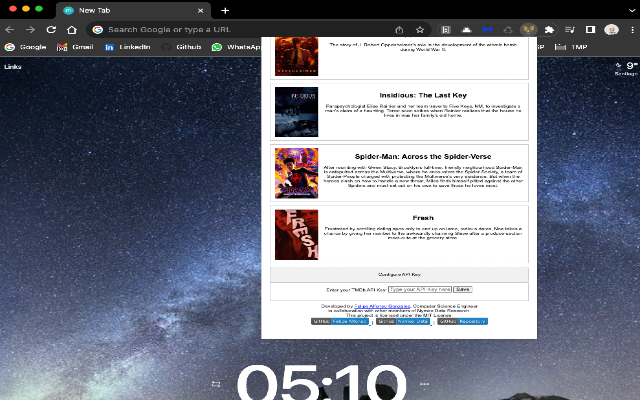 New Tab
Search Google or type a URL
Google
Gmail
LinkedIn
Github
WhatsApp
SP
TMP
Links
9°
Santiago
The story of J. Robert Oppenheimer's role in the development of the atomic bomb
during World War II.
Insidious: The Last Key
Parapsychologist Elise Rainier and her team travel to Five Keys, NM, to investigate a
man's claim of a haunting. Terror soon strikes when Rainier realizes that the house he
lives in was her family's old home.
Spider-Man: Across the Spider-Verse
After reuniting with Gwen Stacy, Brooklyn's full-time, friendly neighborhood Spider-Man
is catapulted across the Multiverse, where he encounters the Spider Society, a team of
Spider-People charged with protecting the Multiverse's very existence. But when the
heroes clash on how to handle a new threat, Miles finds himself pitted against the other
Spiders and must set out on his own to save those he loves most.
FRESH
Fresh
Frustrated by scrolling dating apps only to end up on lame, tedious dates, Noa takes a
chance by giving her number to the awkwardly charming Steve after a produce-section
meet-cute at the grocery store.
Configure API Key
Enter your TMDb API Key: Type your API Key here Save
Developed by Felipe Alfonso Gonzalez, Computer Science Engineer
in collaboration with other members of Nymea Data Research
This project is licensed under the MIT License
GitHub Felipe Alfonso | GitHub Nymea Data | GitHub Repository
05:10